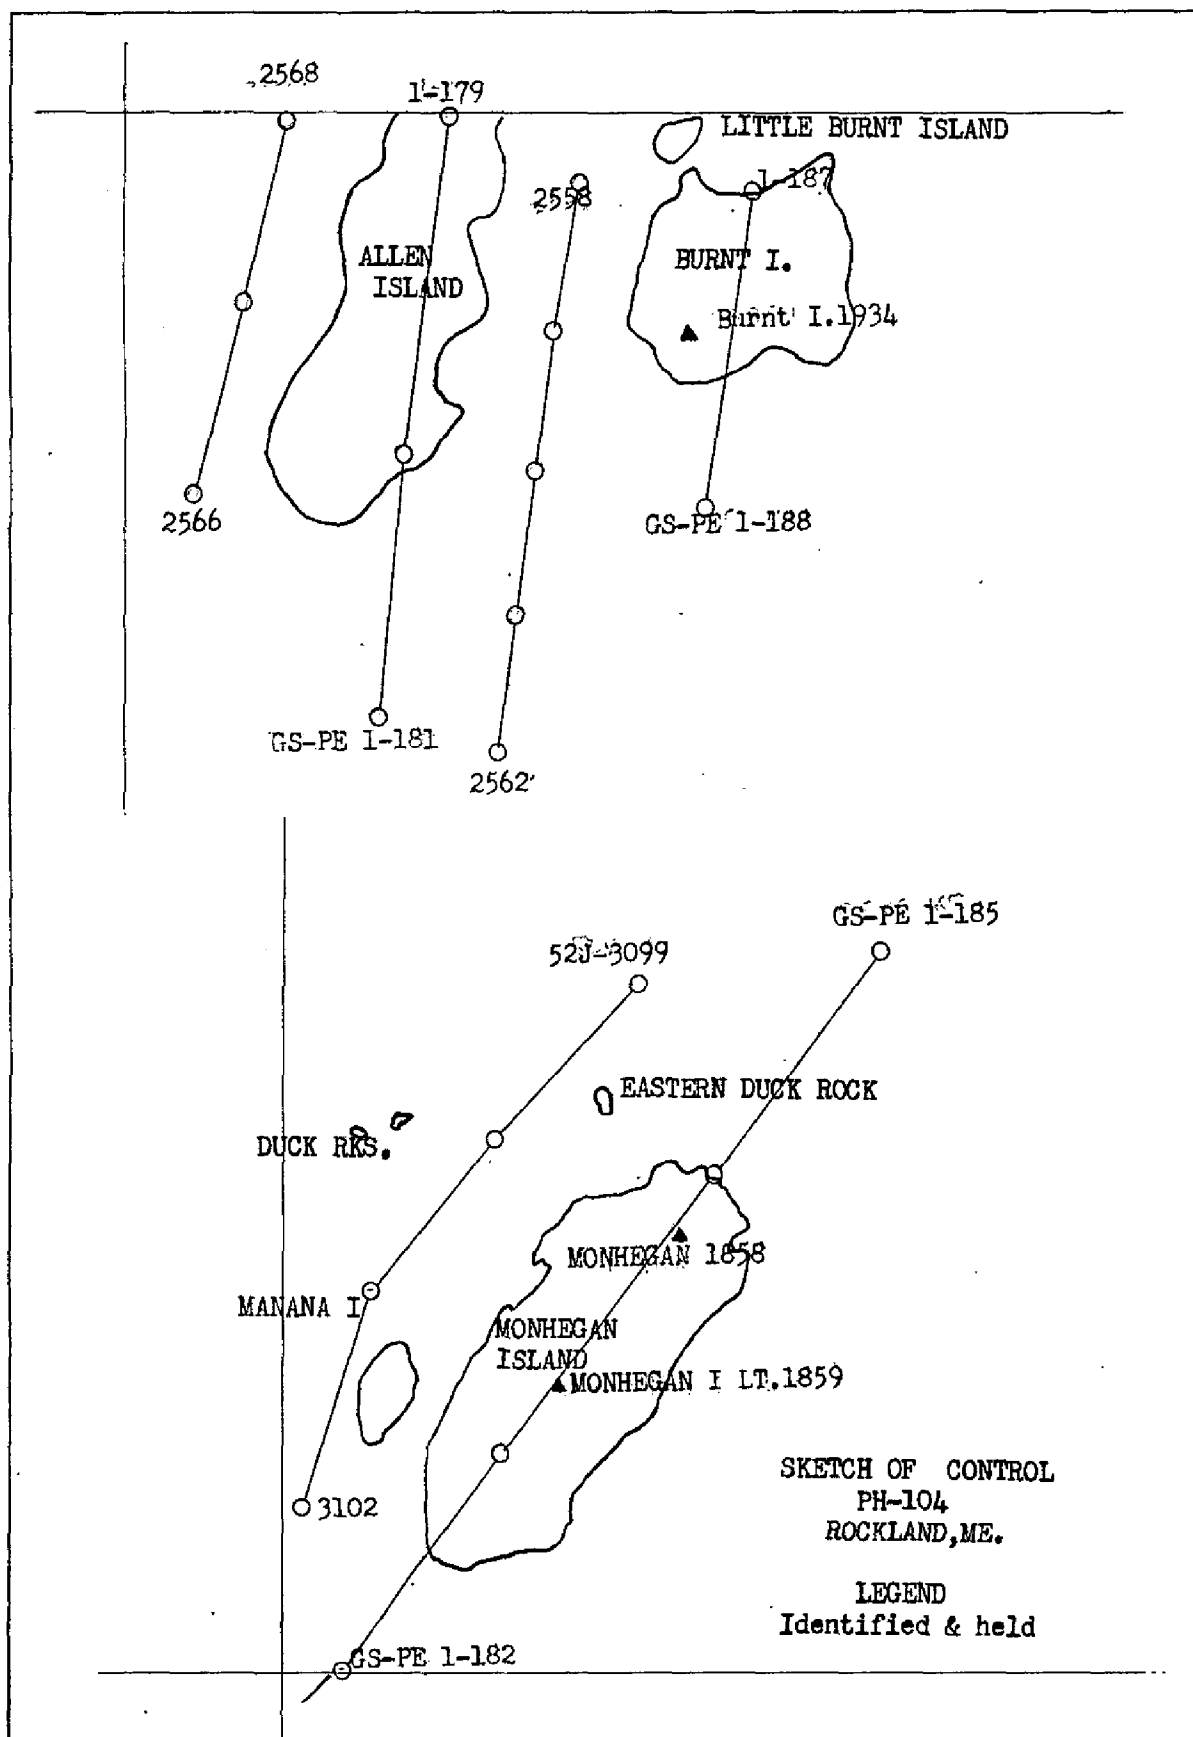 2568
1-179
LITTLE BURNT ISLAND
2558
1-187
ALLEN
ISLAND
BURNT I.
Burnt I.1934
2566
GS-PE 1-188
GS-PE 1-181
2562
GS-PE 1-185
52J-3099
EASTERN DUCK ROCK
DUCK RKS.
MONHEGAN 1858
MANANA I
MONHEGAN
ISLAND
MONHEGAN I LT.1859
3102
SKETCH OF CONTROL
PH-104
ROCKLAND,ME.
LEGEND
Identified & held
GS-PE 1-182